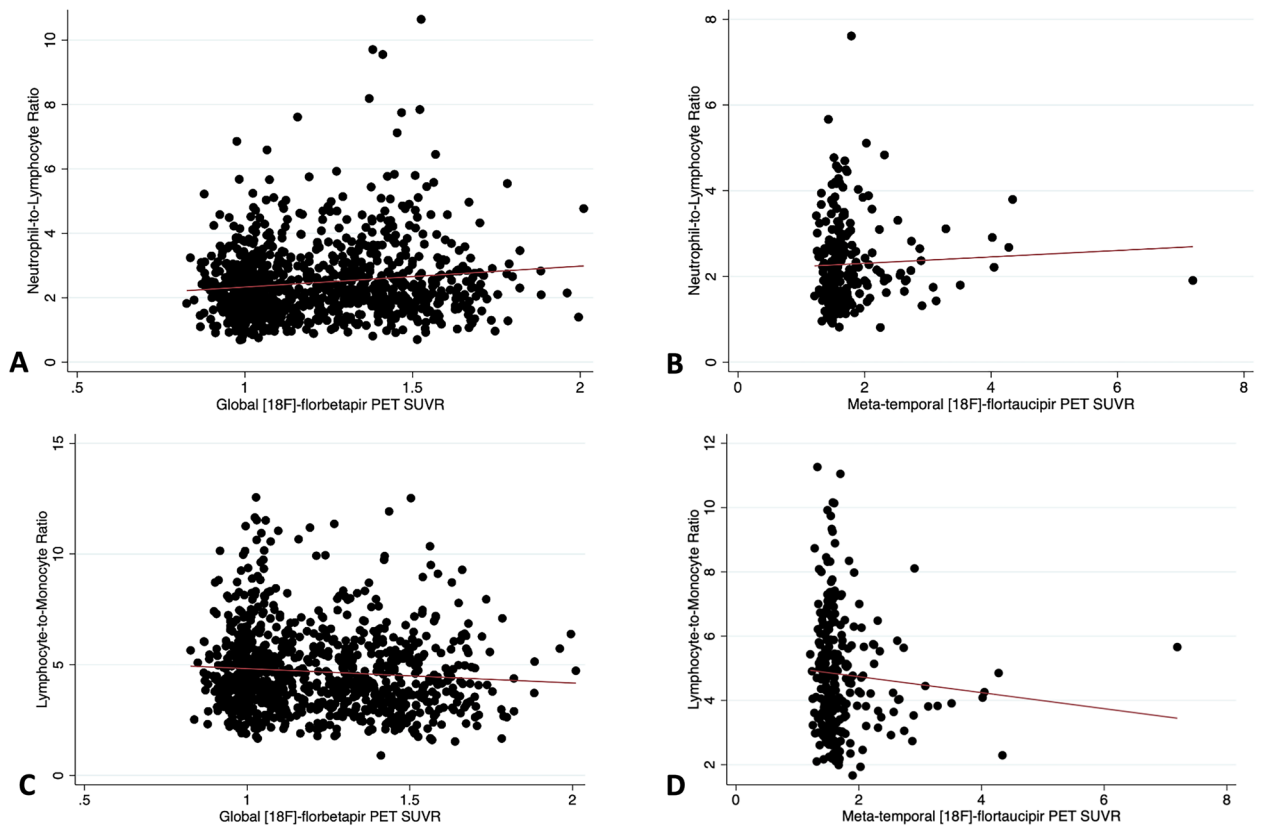 A
Neutrophil-to-Lymphocyte Ratio
10
8
6
4
2
0
.5 1 1.5 2
Global [18F]-florbetapir PET SUVR
B
Neutrophil-to-Lymphocyte Ratio
8
6
4
2
0
0 2 4 6 8
Meta-temporal [18F]-flortaucipir PET SUVR
C
Lymphocyte-to-Monocyte Ratio
15
10
5
0
.5 1 1.5 2
Global [18F]-florbetapir PET SUVR
D
Lymphocyte-to-Monocyte Ratio
12
10
8
6
4
2
0 2 4 6 8
Meta-temporal [18F]-flortaucipir PET SUVR